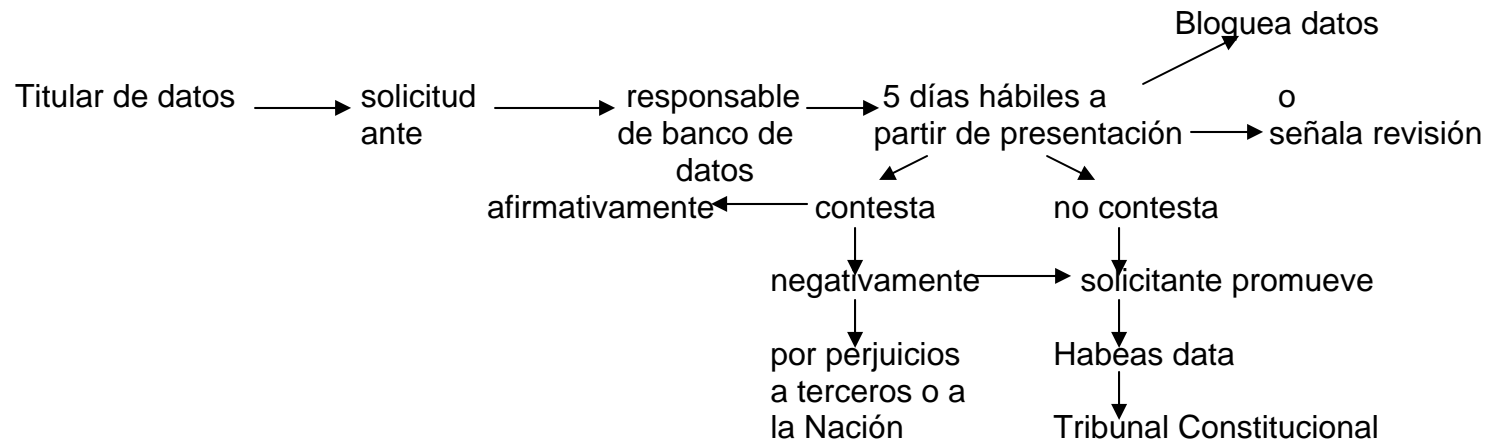 Bloquea datos
Titular de datos solicitud responsable 5 días hábiles a o
ante de banco de partir de presentación señala revisión
datos
afirmativamente contesta no contesta
negativamente solicitante promueve
por perjuicios Habeas data
a terceros o a
la Nación Tribunal Constitucional